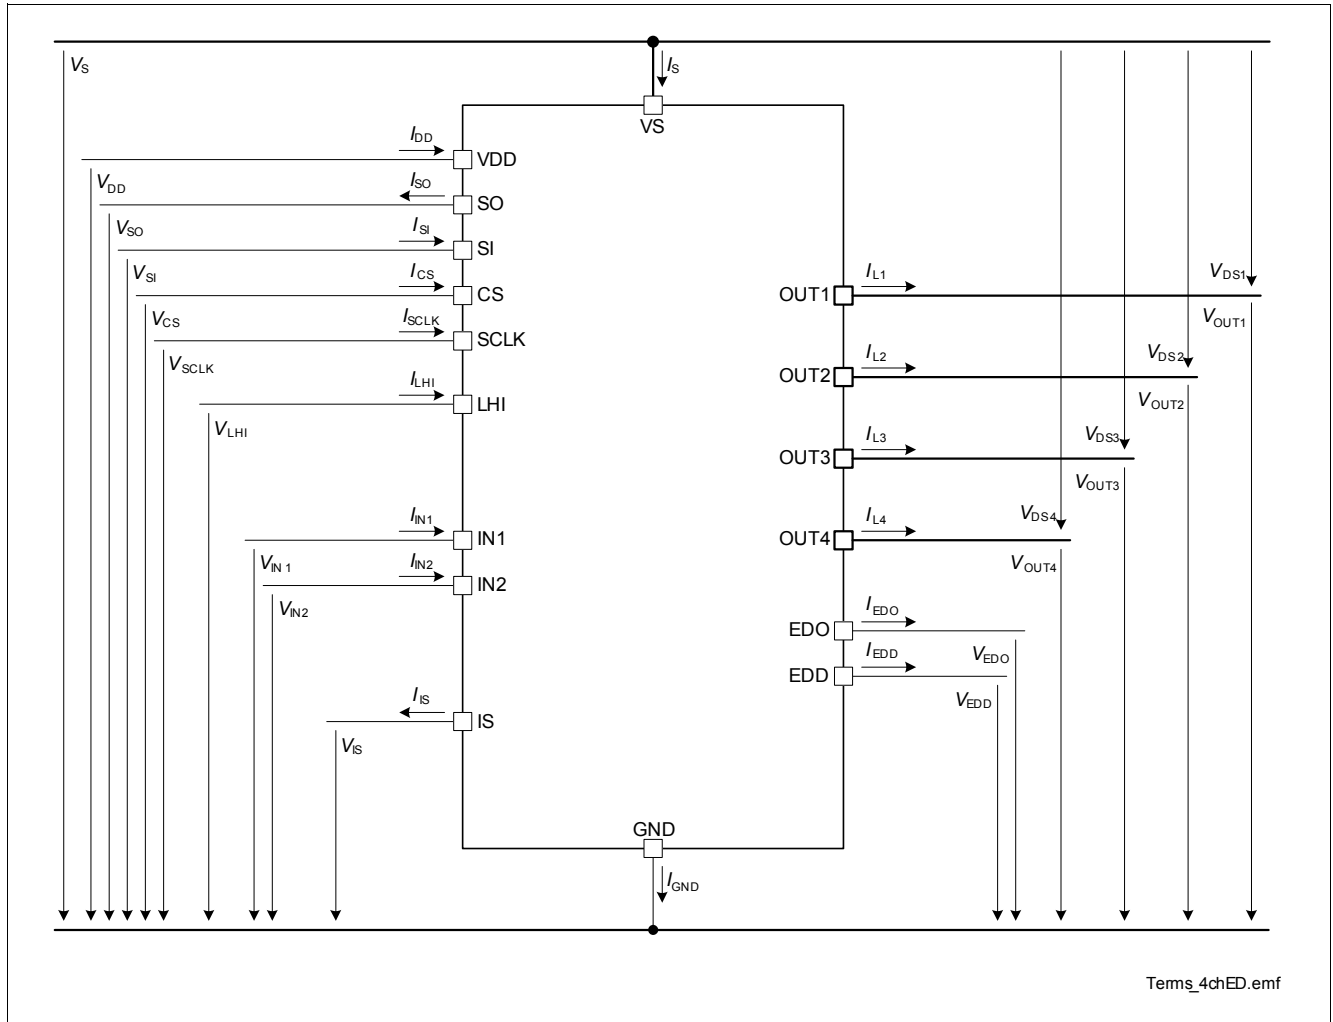 VS
IS
VS
IDD
VDD
VDD
ISO
SO
VSO
ISI
SI
VSI
ICS
CS
VCS
ISCLK
SCLK
VSCLK
ILHI
LHI
VLHI
IIN1
IN1
VIN 1
IIN2
IN2
VIN2
IIS
IS
VIS
OUT1
IL1
VDS1
VOUT1
OUT2
IL2
VDS2
VOUT2
OUT3
IL3
VDS3
VOUT3
OUT4
IL4
VDS4
VOUT4
EDO
IEDO
VEDO
EDD
IEDD
VEDD
GND
IGND
Terms_4chED.emf